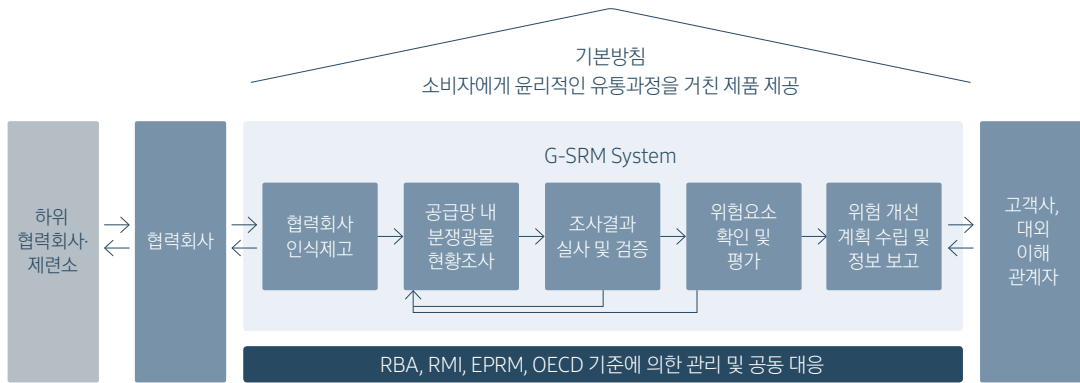 기본방침
소비자에게 윤리적인 유통과정을 거친 제품 제공
하위
협력회사·
제련소
협력회사
G-SRM System
협력회사
인식제고
공급망 내
분쟁광물
현황조사
조사결과
실사 및 검증
위험요소
확인 및
평가
위험 개선
계획 수립 및
정보 보고
고객사,
대외
이해
관계자
RBA, RMI, EPRM, OECD 기준에 의한 관리 및 공동 대응